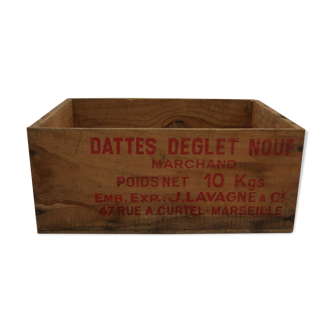 DATTES DEGLET NOUR
MARCHAND
POIDS NET 10 Kgs
EMB. EXP. J. LAVAGNE & Cie
47, RUE A. CURTEL - MARSEILLE